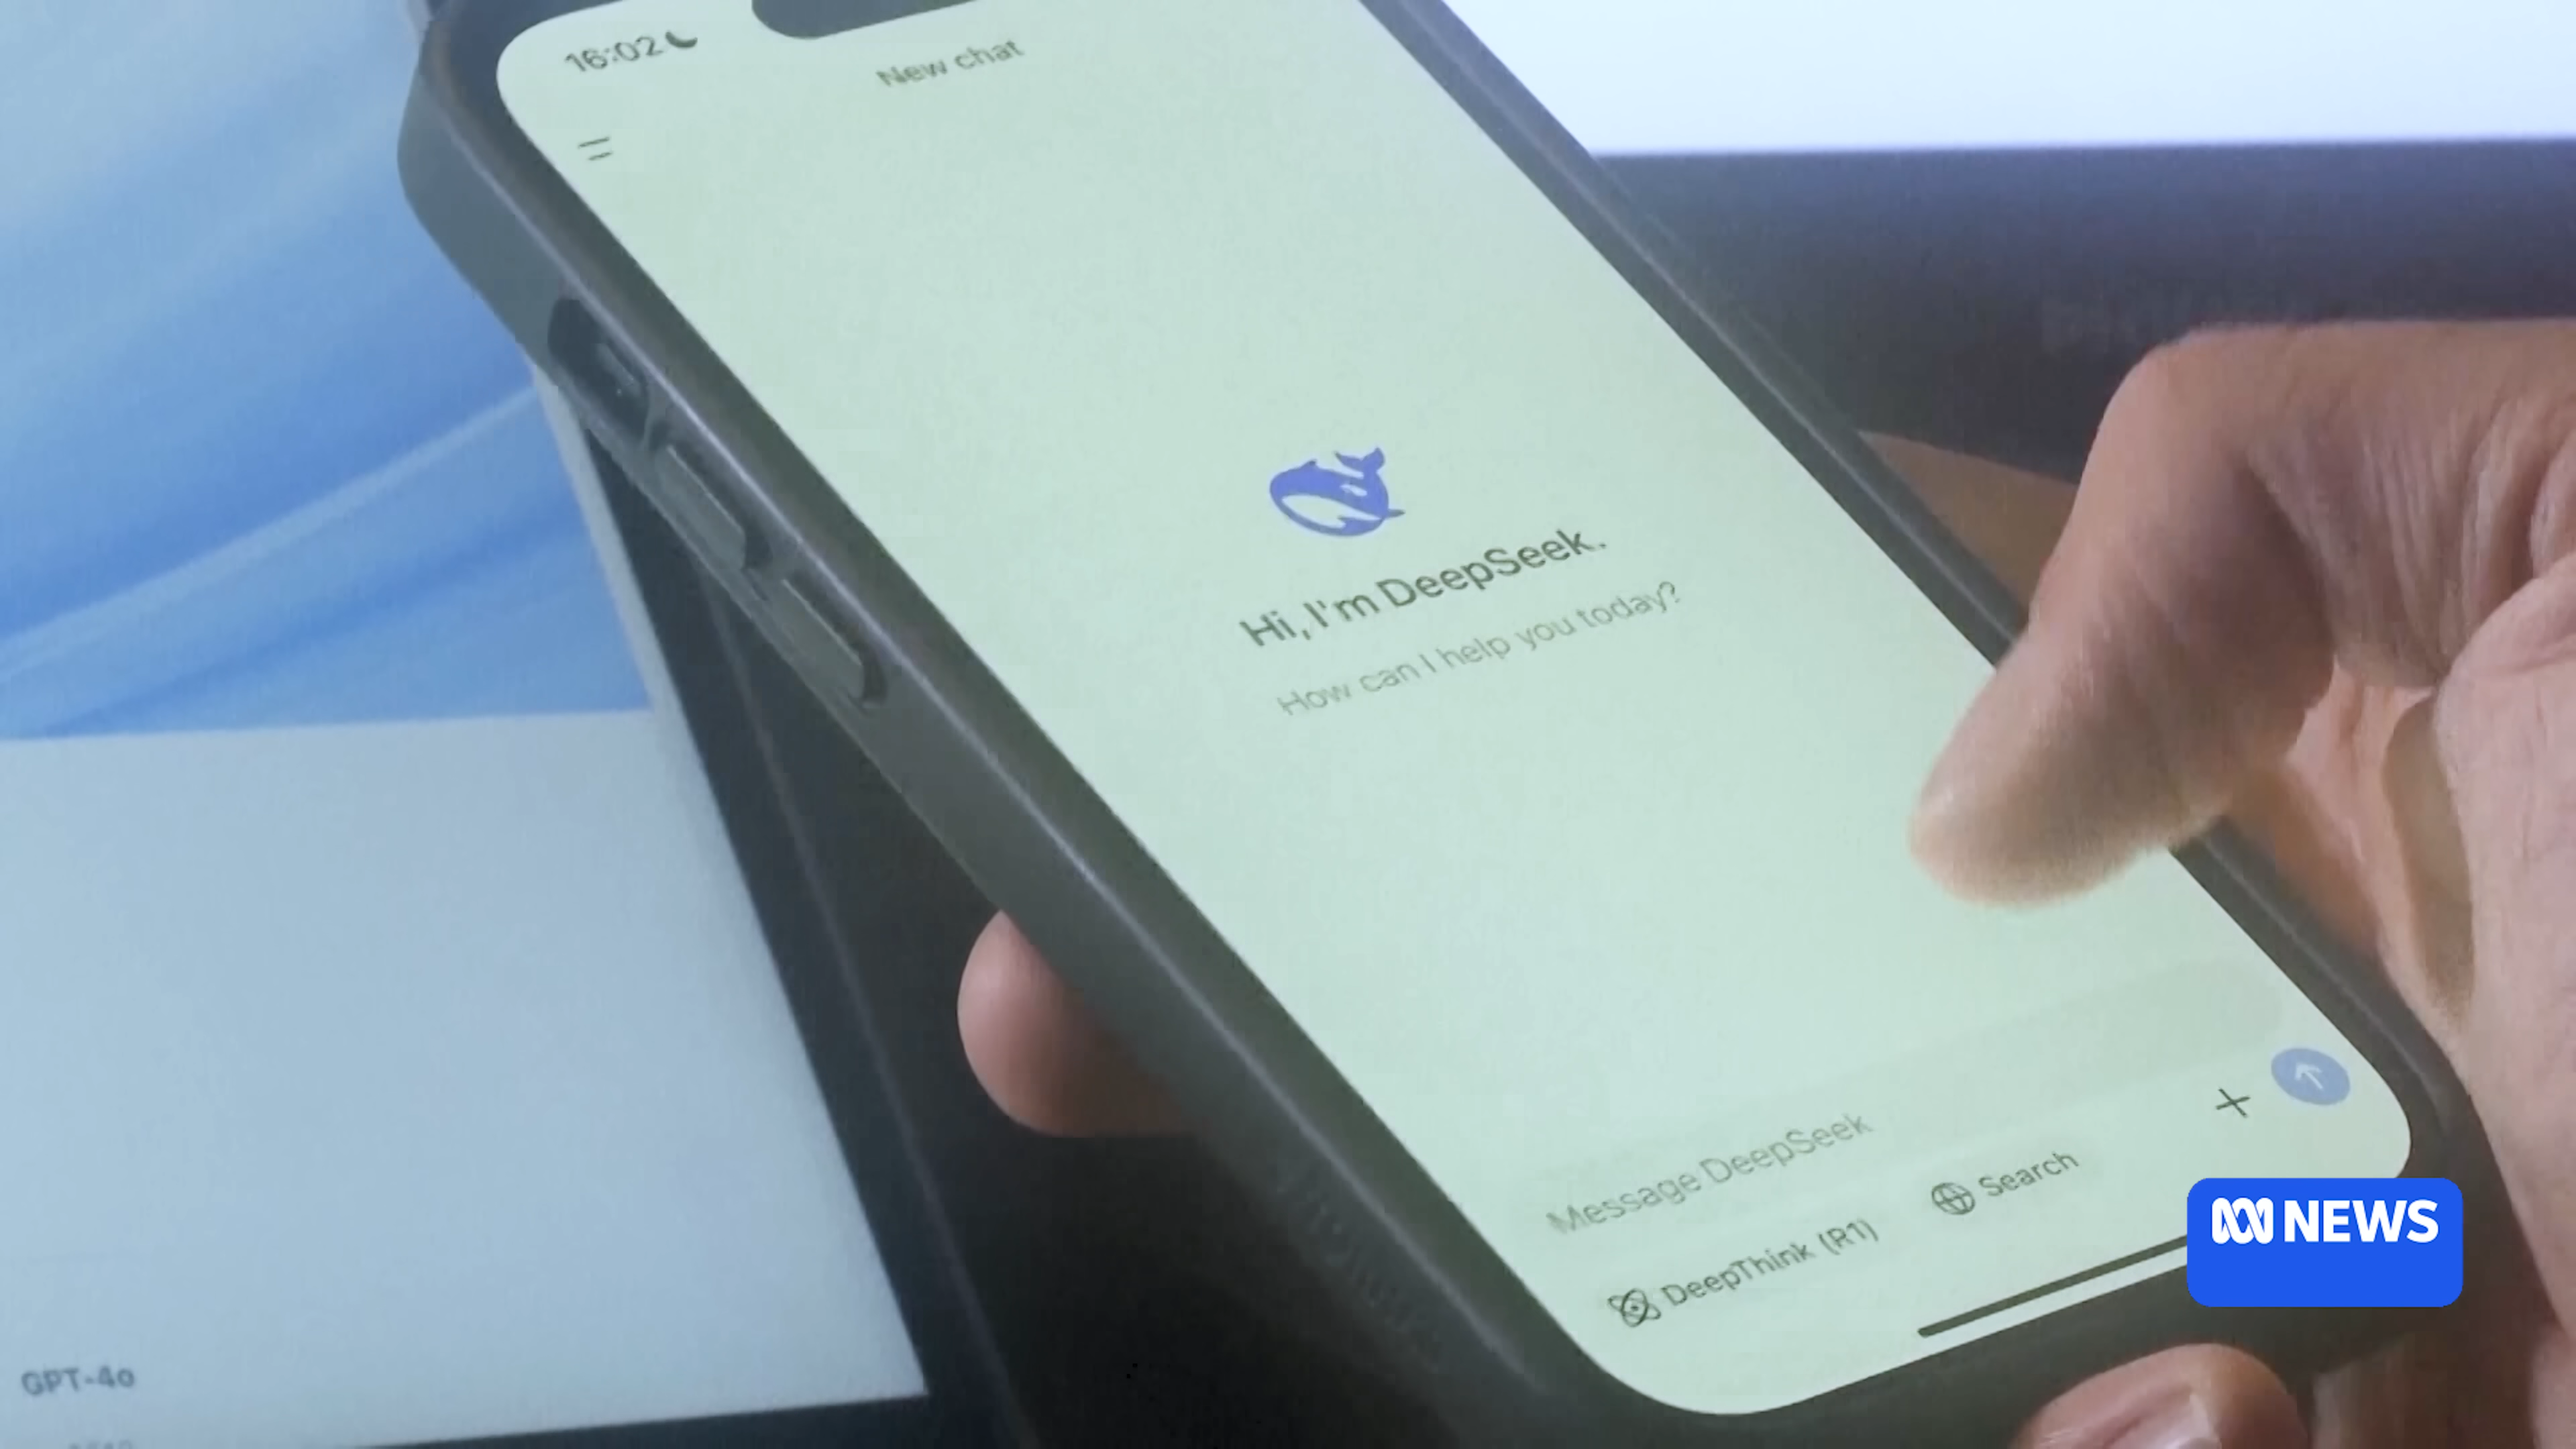 16:02
New chat
Hi, I'm DeepSeek.
How can I help you today?
Message DeepSeek
DeepThink (R1)
Search
NEWS
GPT-4o